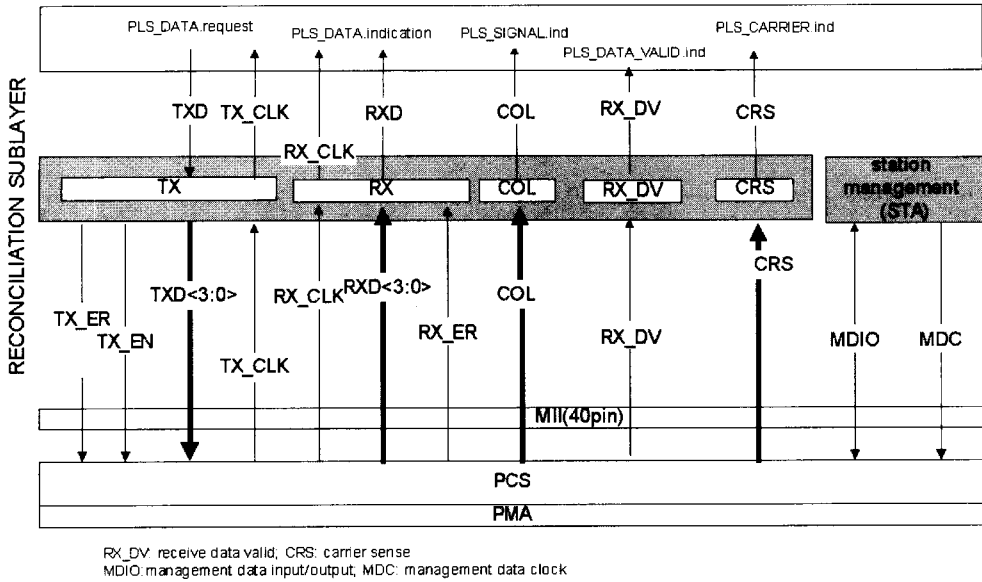 PLS_DATA.request
PLS_DATA.indication
PLS_SIGNAL.ind
PLS_DATA_VALID.ind
PLS_CARRIER.ind
RECONCILIATION SUBLAYER
TXD
TX_CLK
RX_CLK
RXD
COL
RX_DV
CRS
TX
RX
COL
RX_DV
CRS
station
management
(STA)
TX_ER
TX_EN
TXD<3:0>
TX_CLK
RX_CLK
RXD<3:0>
RX_ER
COL
RX_DV
CRS
MDIO
MDC
MII(40pin)
PCS
PMA
RX_DV: receive data valid; CRS: carrier sense
MDIO:management data input/output; MDC: management data clock